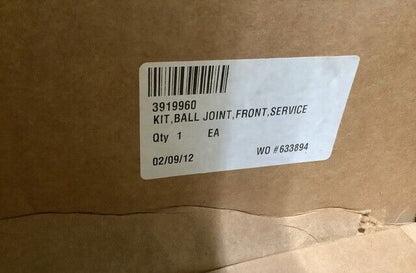 3919960
KIT,BALL JOINT,FRONT,SERVICE
Qty 1 EA
02/09/12 WO #633894